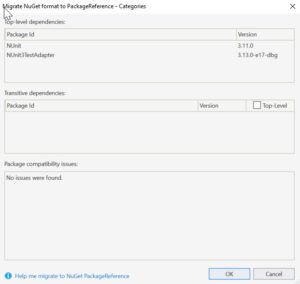 Migrate NuGet format to PackageReference - Categories
Top-level dependencies:
Package Id Version
NUnit 3.11.0
NUnit3TestAdapter 3.13.0-e17-dbg
Transitive dependencies:
Package Id Version Top-Level
Package compatibility issues:
No issues were found.
Help me migrate to NuGet PackageReference OK Cancel